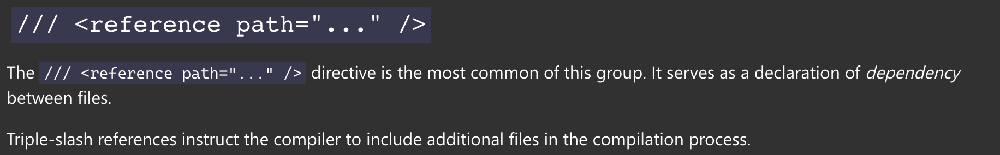 /// <reference path="..." />
The /// <reference path="..." /> directive is the most common of this group. It serves as a declaration of dependency
between files.
Triple-slash references instruct the compiler to include additional files in the compilation process.